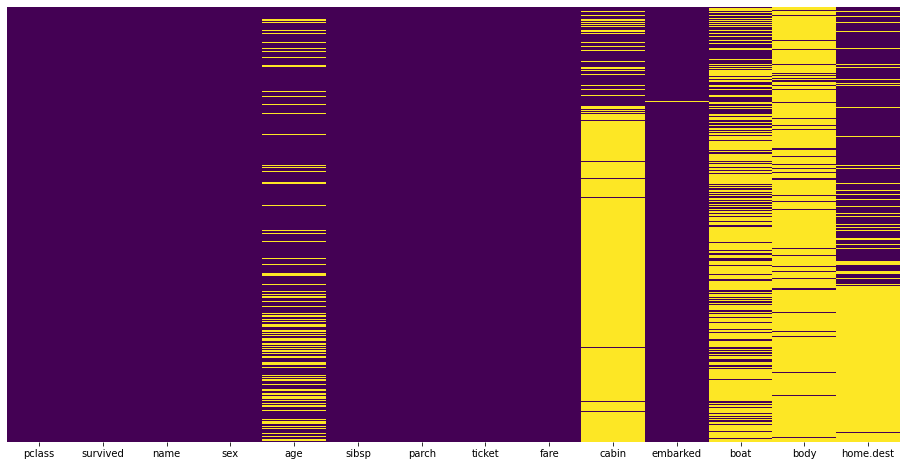 pclass survived name sex age sibsp parch ticket fare cabin embarked boat body home.dest